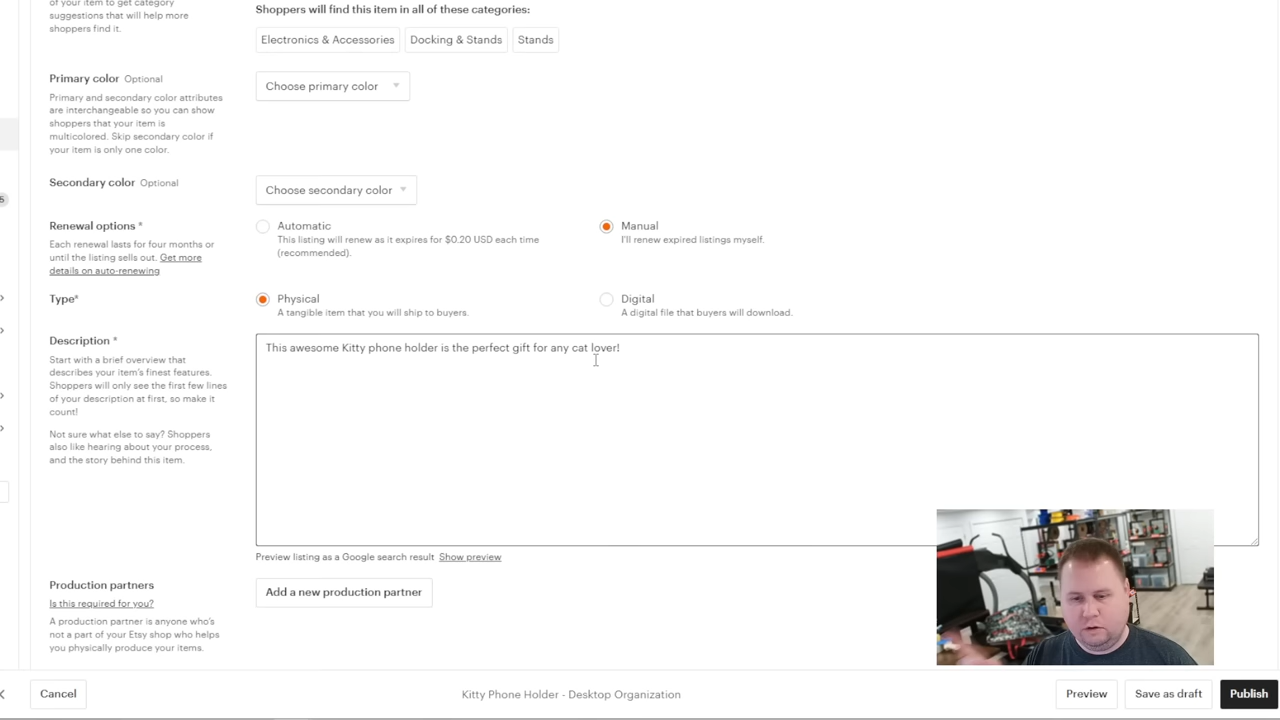 of your item to get category
suggestions that will help more
shoppers find it.
Shoppers will find this item in all of these categories:
Electronics & Accessories
Docking & Stands
Stands
Primary color Optional
Choose primary color
Primary and secondary color attributes
are interchangeable so you can show
shoppers that your item is
multicolored. Skip secondary color if
your item is only one color.
Secondary color Optional
Choose secondary color
5
Renewal options *
Each renewal lasts for four months or
until the listing sells out. Get more
details on auto-renewing
Automatic
This listing will renew as it expires for $0.20 USD each time
(recommended).
Manual
I'll renew expired listings myself.
Type*
Physical
A tangible item that you will ship to buyers.
Digital
A digital file that buyers will download.
Description *
Start with a brief overview that
describes your item's finest features.
Shoppers will only see the first few lines
of your description at first, so make it
count!
Not sure what else to say? Shoppers
also like hearing about your process,
and the story behind this item.
This awesome Kitty phone holder is the perfect gift for any cat lover!
Preview listing as a Google search result Show preview
Production partners
Is this required for you?
A production partner is anyone who's
not a part of your Etsy shop who helps
you physically produce your items.
Add a new production partner
Cancel
Kitty Phone Holder - Desktop Organization
Preview
Save as draft
Publish